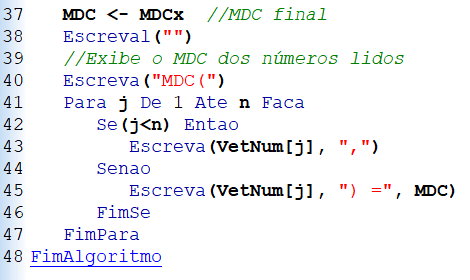 37 MDC <- MDCx //MDC final
38 Escreval("")
39 //Exibe o MDC dos números lidos
40 Escreva("MDC(")
41 Para j De 1 Ate n Faca
42 Se(j<n) Entao
43 Escreva(VetNum[j], ",")
44 Senao
45 Escreva(VetNum[j], ") =", MDC)
46 FimSe
47 FimPara
48 FimAlgoritmo